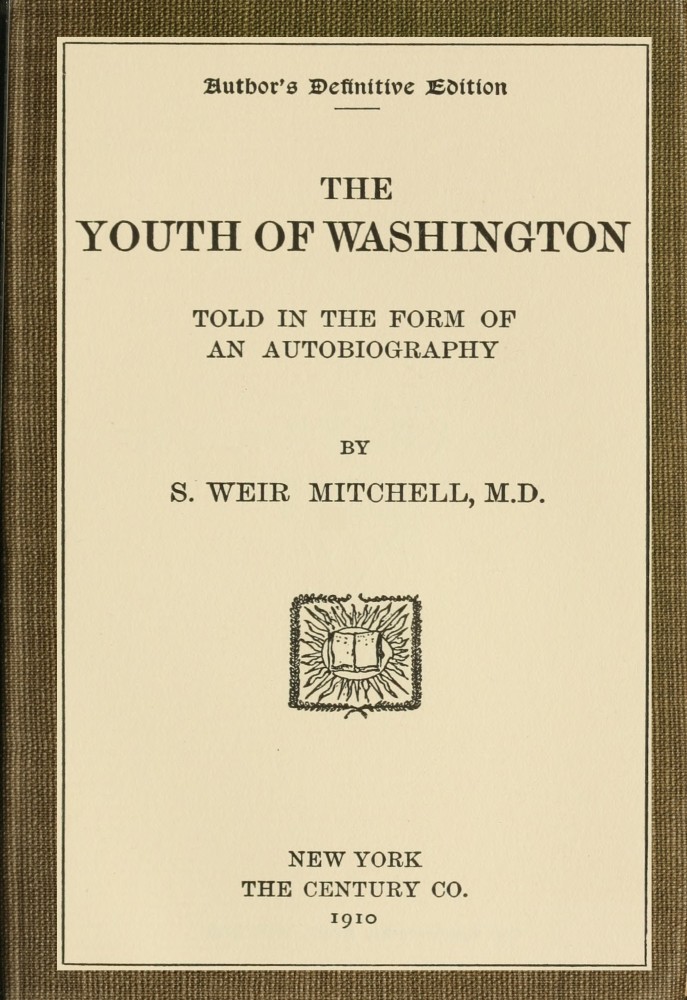 Author's Definitive Edition
THE
YOUTH OF WASHINGTON
TOLD IN THE FORM OF
AN AUTOBIOGRAPHY
BY
S. WEIR MITCHELL, M.D.
NEW YORK
THE CENTURY CO.
1910